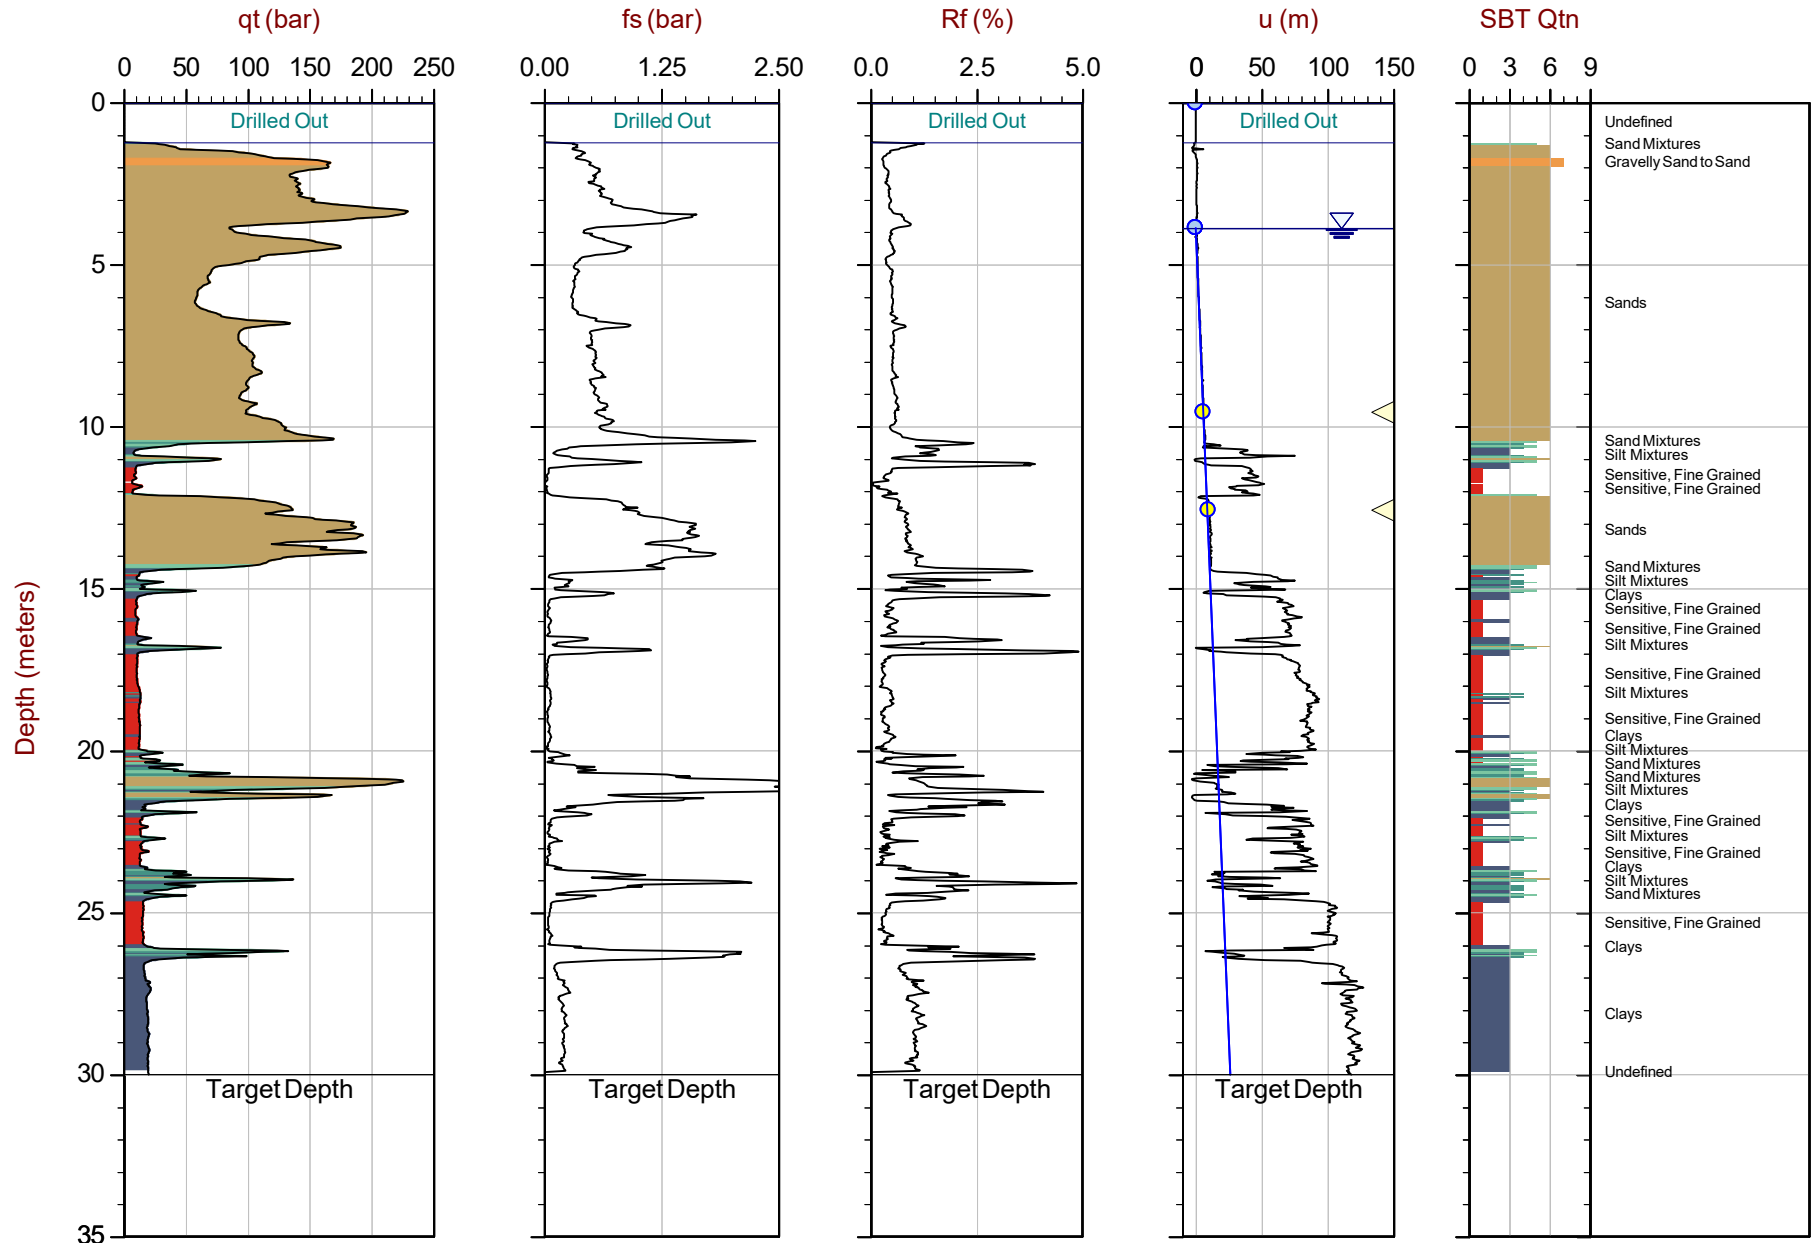 qt (bar) fs (bar) Rf (%) u (m) SBT Qtn
0 50 100 150 200 250 0.00 1.25 2.50 0.0 2.5 5.0 0 50 100 150 0 3 6 9
0
Drilled Out Drilled Out Drilled Out Drilled Out
Undefined
Sand Mixtures
Gravelly Sand to Sand
5
Sands
10
Sand Mixtures
Silt Mixtures
Sensitive, Fine Grained
Sensitive, Fine Grained
Sands
Sand Mixtures
Silt Mixtures
15
Clays
Sensitive, Fine Grained
Sensitive, Fine Grained
Silt Mixtures
Depth (meters)
Sensitive, Fine Grained
Silt Mixtures
Sensitive, Fine Grained
Clays
20
Silt Mixtures
Sand Mixtures
Sand Mixtures
Silt Mixtures
Clays
Sensitive, Fine Grained
Silt Mixtures
Sensitive, Fine Grained
Clays
Silt Mixtures
Sand Mixtures
25
Sensitive, Fine Grained
Clays
Clays
30
Undefined
Target Depth Target Depth Target Depth Target Depth
35